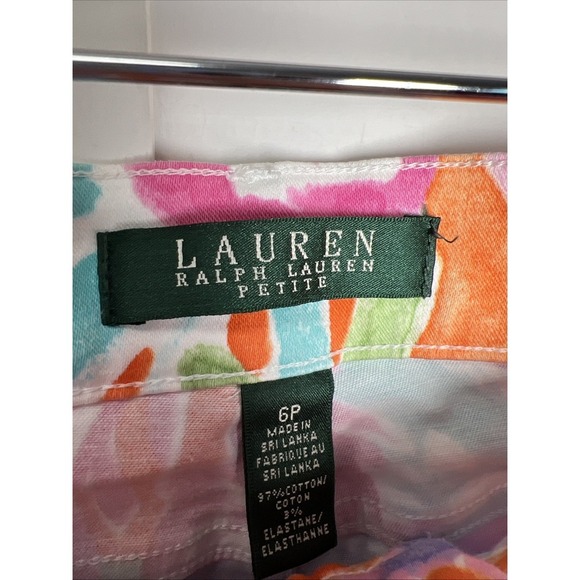 LAUREN
RALPH LAUREN
PETITE
6P
MADE IN
SRI LANKA
FABRIQUE AU
SRI LANKA
97% COTTON/
COTON
3%
ELASTANE/
ELASTHANNE